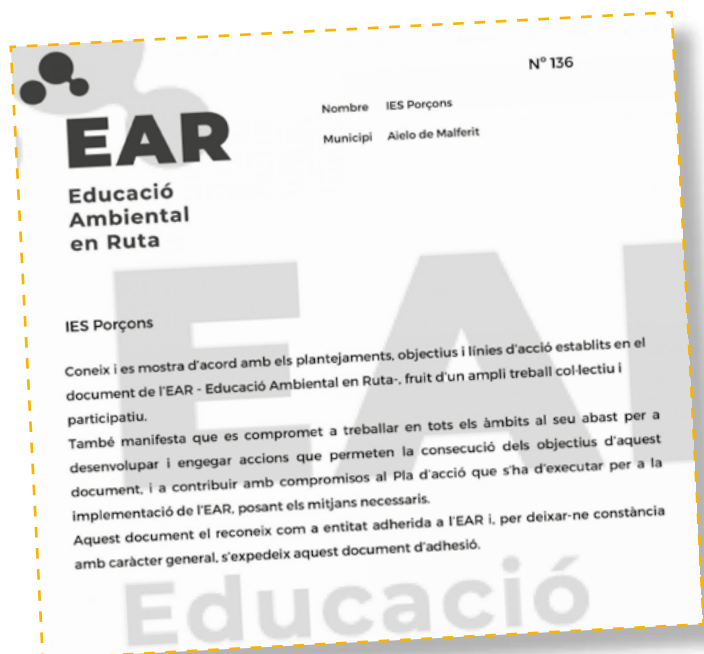 Nº 136
Nombre IES Porçons
Municipi Aielo de Malferit
EAR
Educació
Ambiental
en Ruta
EAR
IES Porçons
Coneix i es mostra d'acord amb els plantejaments, objectius i línies d'acció establits en el
document de l'EAR - Educació Ambiental en Ruta-, fruit d'un ampli treball col·lectiu i
participatiu.
També manifesta que es compromet a treballar en tots els àmbits al seu abast per a
desenvolupar i engegar accions que permeten la consecució dels objectius d'aquest
document, i a contribuir amb compromisos al Pla d'acció que s'ha d'executar per a la
implementació de l'EAR, posant els mitjans necessaris.
Aquest document el reconeix com a entitat adherida a l'EAR i, per deixar-ne constància
amb caràcter general, s'expedeix aquest document d'adhesió.
Educació